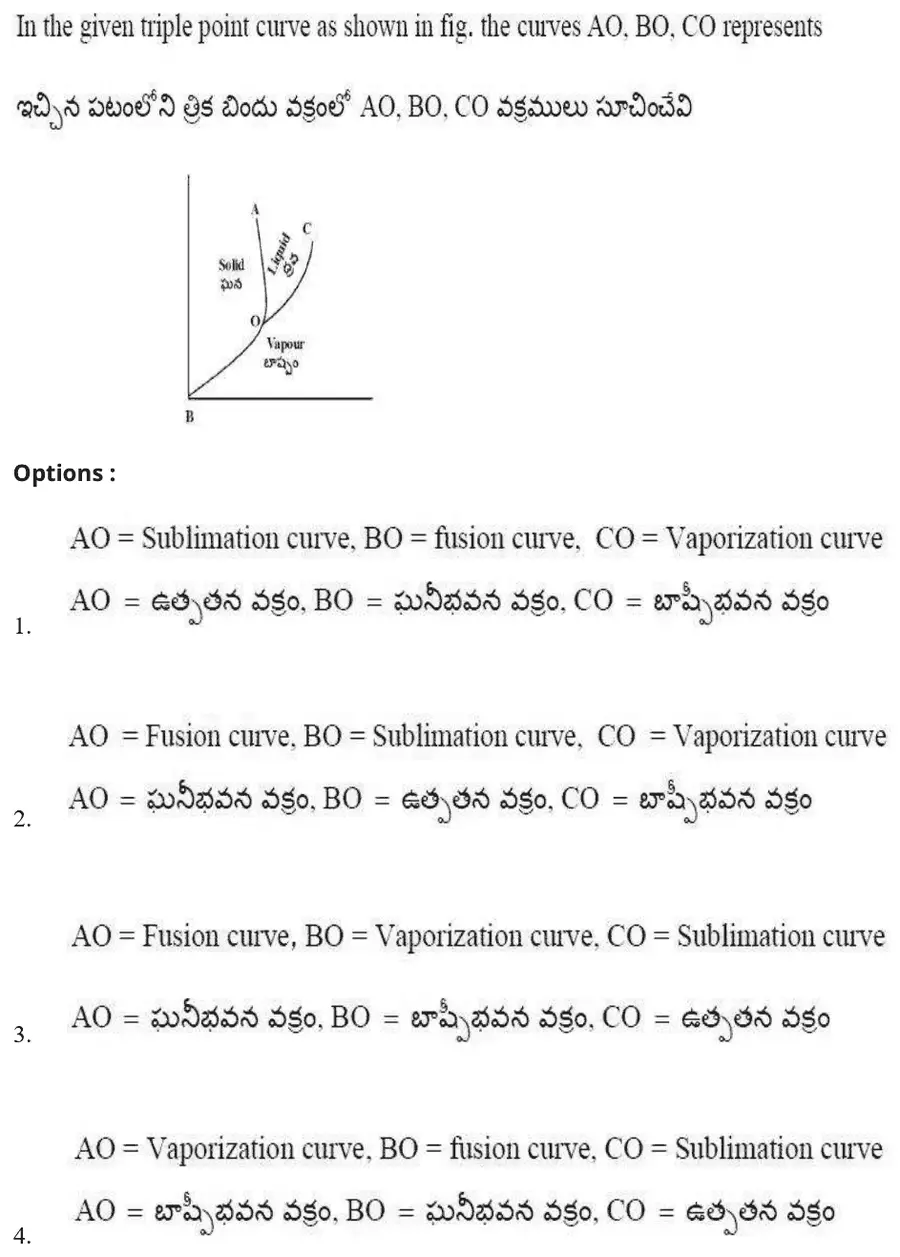 In the given triple point curve as shown in fig. the curves AO, BO, CO represents
ఇచ్చిన పటంలోని త్రిక బిందు వక్రంలో AO, BO, CO వక్రములు సూచించేవి
A
C
Solid
ఘన
Liquid
ద్రవ
O
Vapour
బాష్పం
B
Options :
AO = Sublimation curve, BO = fusion curve, CO = Vaporization curve
AO = ఉత్పతన వక్రం, BO = ఘనీభవన వక్రం, CO = బాష్పీభవన వక్రం
1.
AO = Fusion curve, BO = Sublimation curve, CO = Vaporization curve
AO = ఘనీభవన వక్రం, BO = ఉత్పతన వక్రం, CO = బాష్పీభవన వక్రం
2.
AO = Fusion curve, BO = Vaporization curve, CO = Sublimation curve
AO = ఘనీభవన వక్రం, BO = బాష్పీభవన వక్రం, CO = ఉత్పతన వక్రం
3.
AO = Vaporization curve, BO = fusion curve, CO = Sublimation curve
AO = బాష్పీభవన వక్రం, BO = ఘనీభవన వక్రం, CO = ఉత్పతన వక్రం
4.